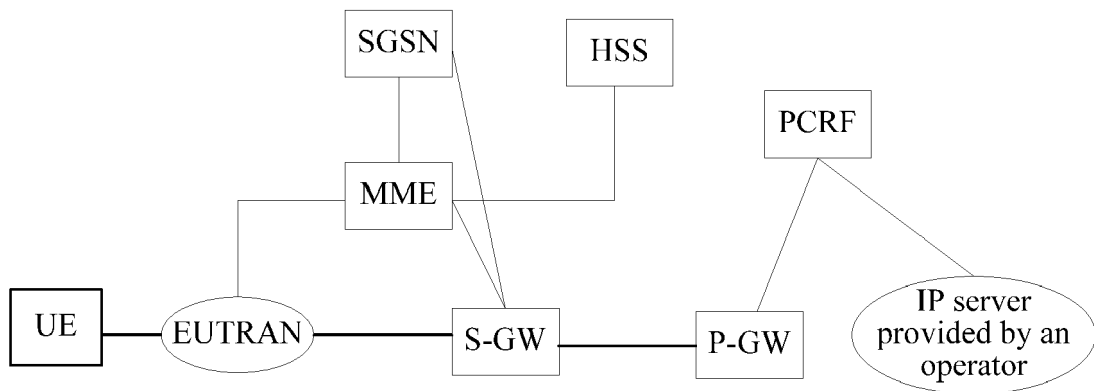 SGSN
HSS
PCRF
MME
UE
EUTRAN
S-GW
P-GW
IP server
provided by an
operator